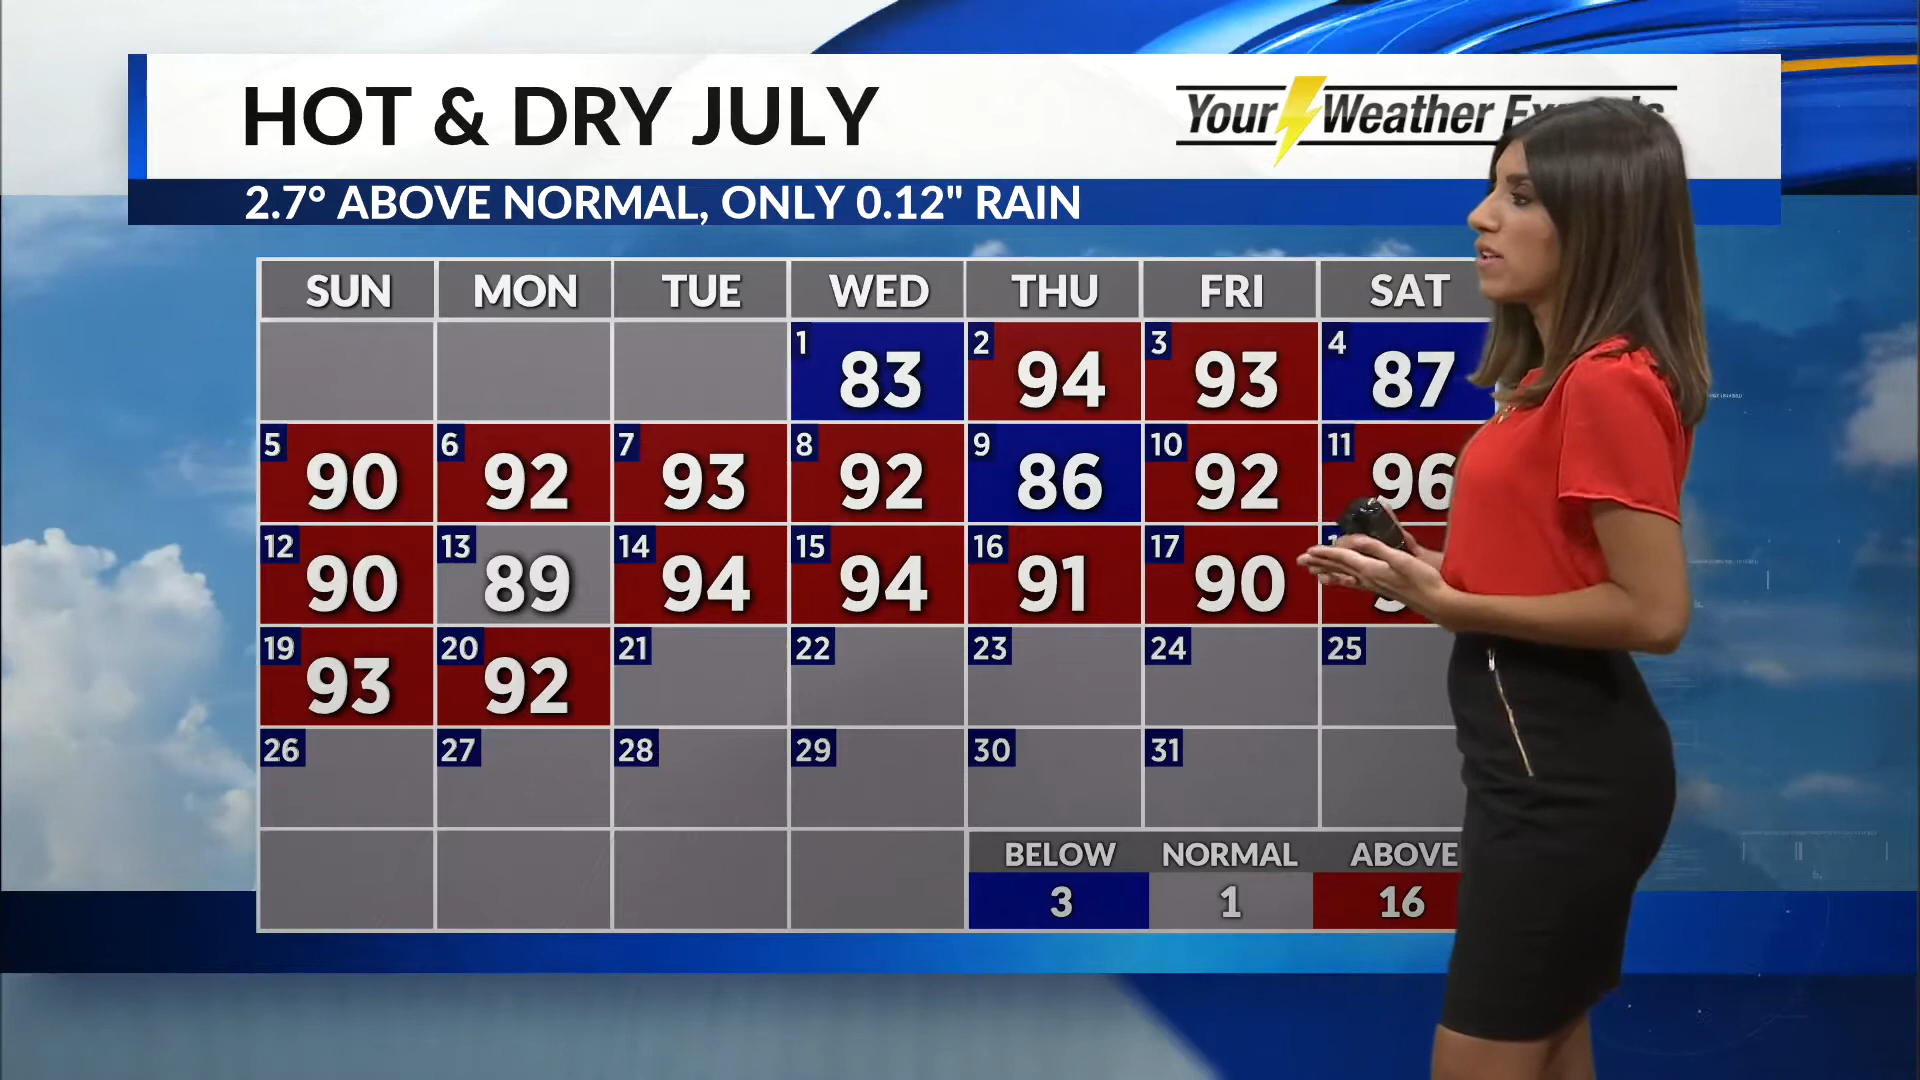 HOT & DRY JULY
Your Weather
2.7° ABOVE NORMAL, ONLY 0.12" RAIN
SUN MON TUE WED THU FRI SAT
1 83 2 94 3 93 4 87
5 90 6 92 7 93 8 92 9 86 10 92 11 96
12 90 13 89 14 94 15 94 16 91 17 90
19 93 20 92 21 22 23 24 25
26 27 28 29 30 31
BELOW NORMAL ABOVE
3 1 16